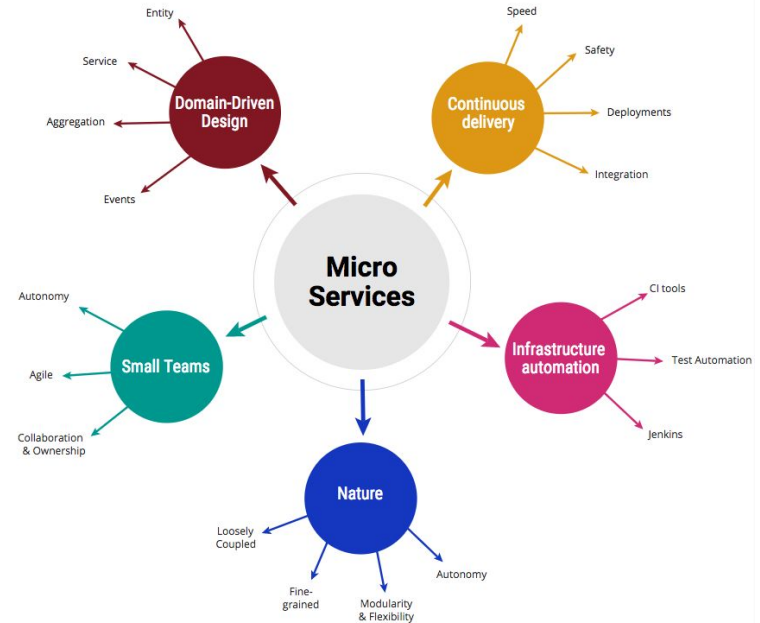 Micro
Services
Domain-Driven
Design
Entity
Service
Aggregation
Events
Continuous
delivery
Speed
Safety
Deployments
Integration
Infrastructure
automation
CI tools
Test Automation
Jenkins
Nature
Loosely
Coupled
Fine-
grained
Modularity
& Flexibility
Autonomy
Small Teams
Autonomy
Agile
Collaboration
& Ownership